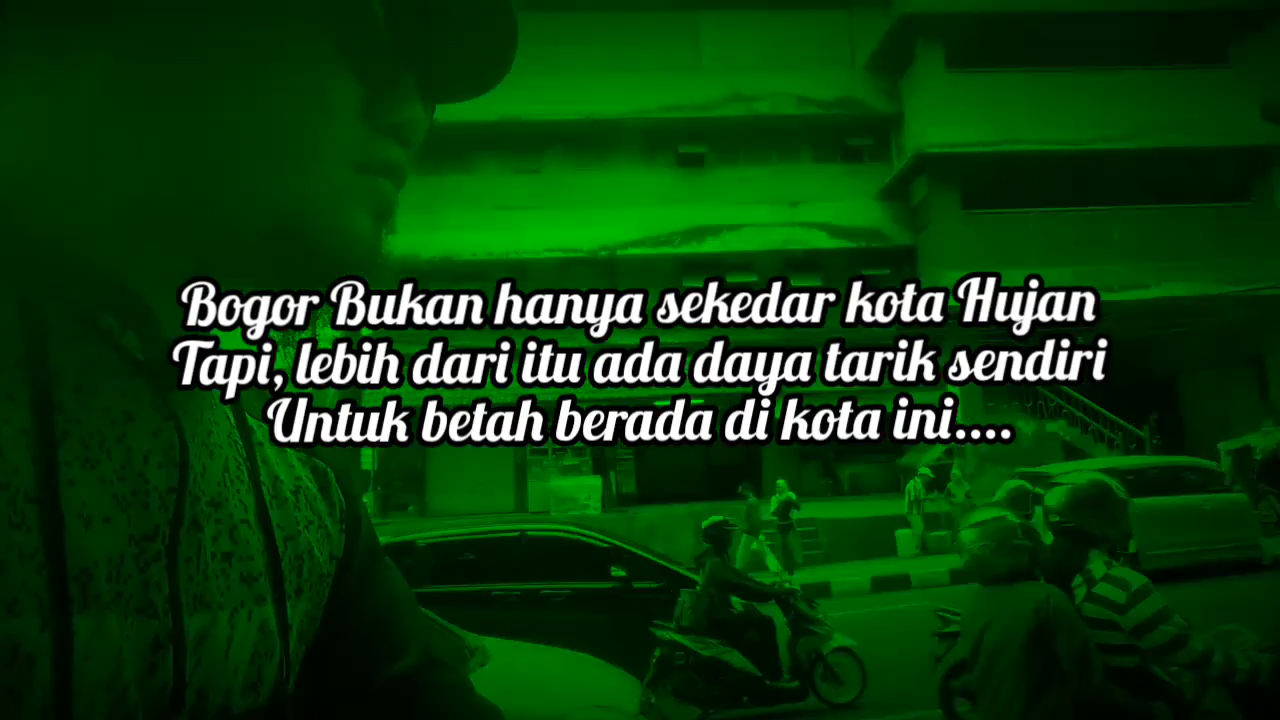 Bogor Bukan hanya sekedar kota Hujan
Tapi, lebih dari itu ada daya tarik sendiri
Untuk betah berada di kota ini....